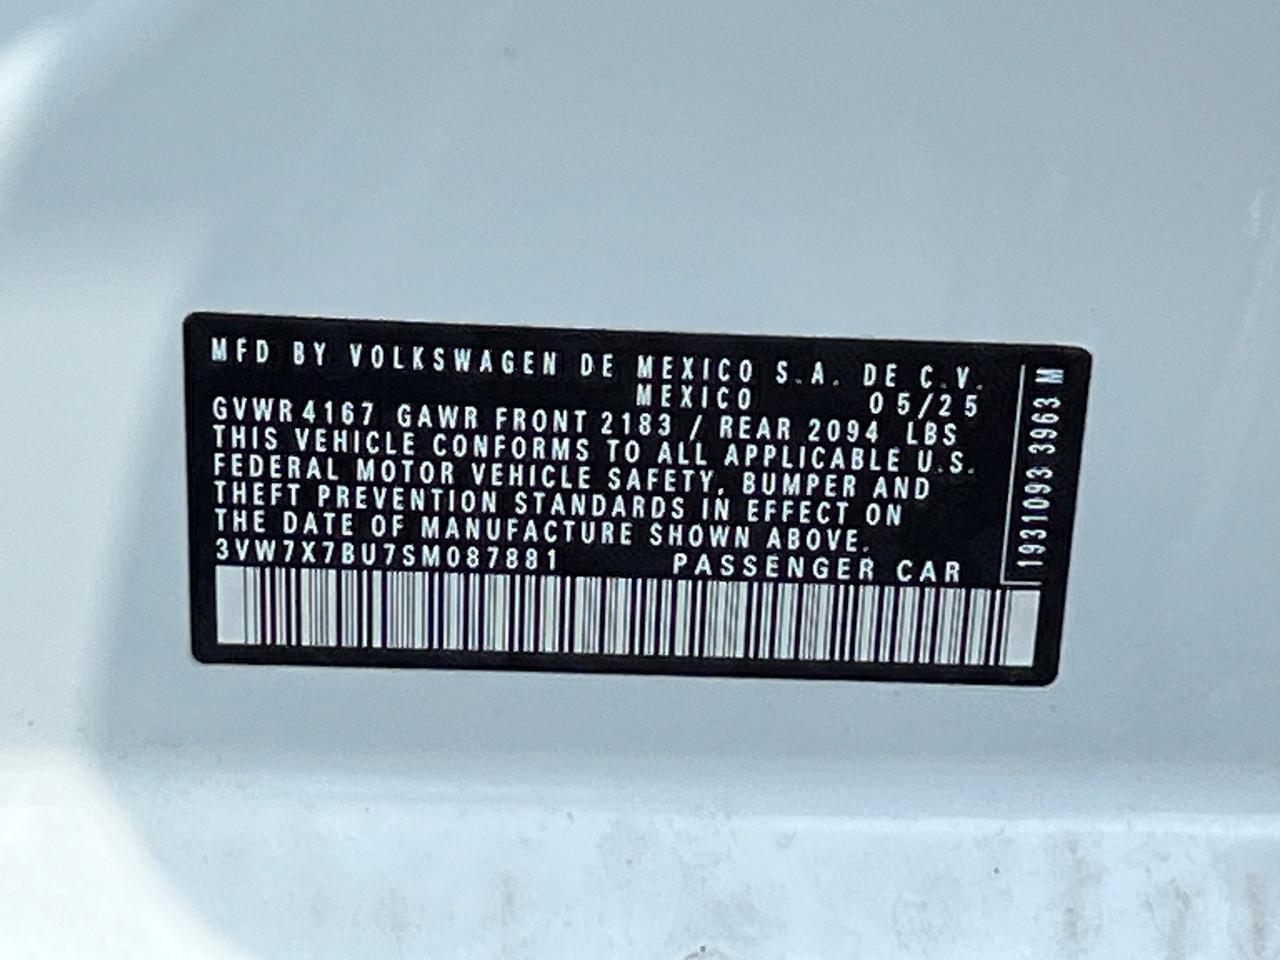 MFD BY VOLKSWAGEN DE MEXICO S.A. DE C.V.
MEXICO 05/25
GVWR 4167 GAWR FRONT 2183 / REAR 2094 LBS
THIS VEHICLE CONFORMS TO ALL APPLICABLE U.S.
FEDERAL MOTOR VEHICLE SAFETY, BUMPER AND
THEFT PREVENTION STANDARDS IN EFFECT ON
THE DATE OF MANUFACTURE SHOWN ABOVE.
3VW7X7BU7SM087881 PASSENGER CAR
1931093 3963 M